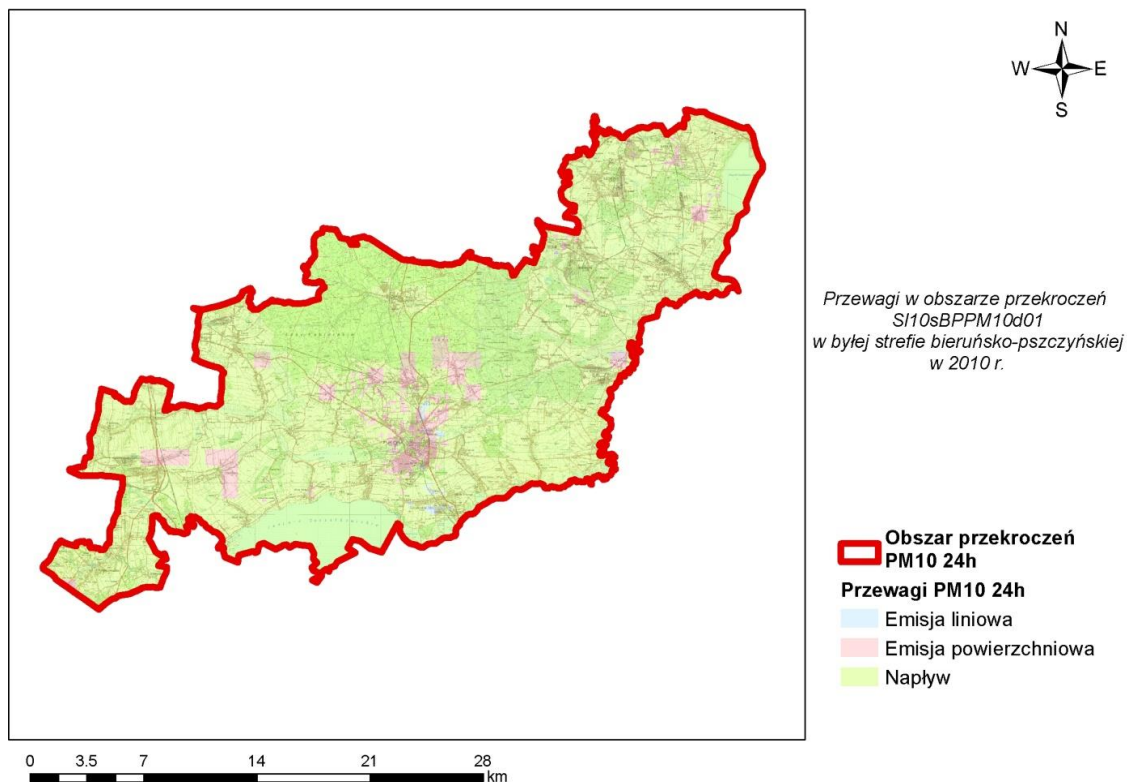 N
W E
S
Przewagi w obszarze przekroczeń
Sl10sBPPM10d01
w byłej strefie bieruńsko-pszczyńskiej
w 2010 r.
Obszar przekroczeń
PM10 24h
Przewagi PM10 24h
Emisja liniowa
Emisja powierzchniowa
Napływ
0 3.5 7 14 21 28
km